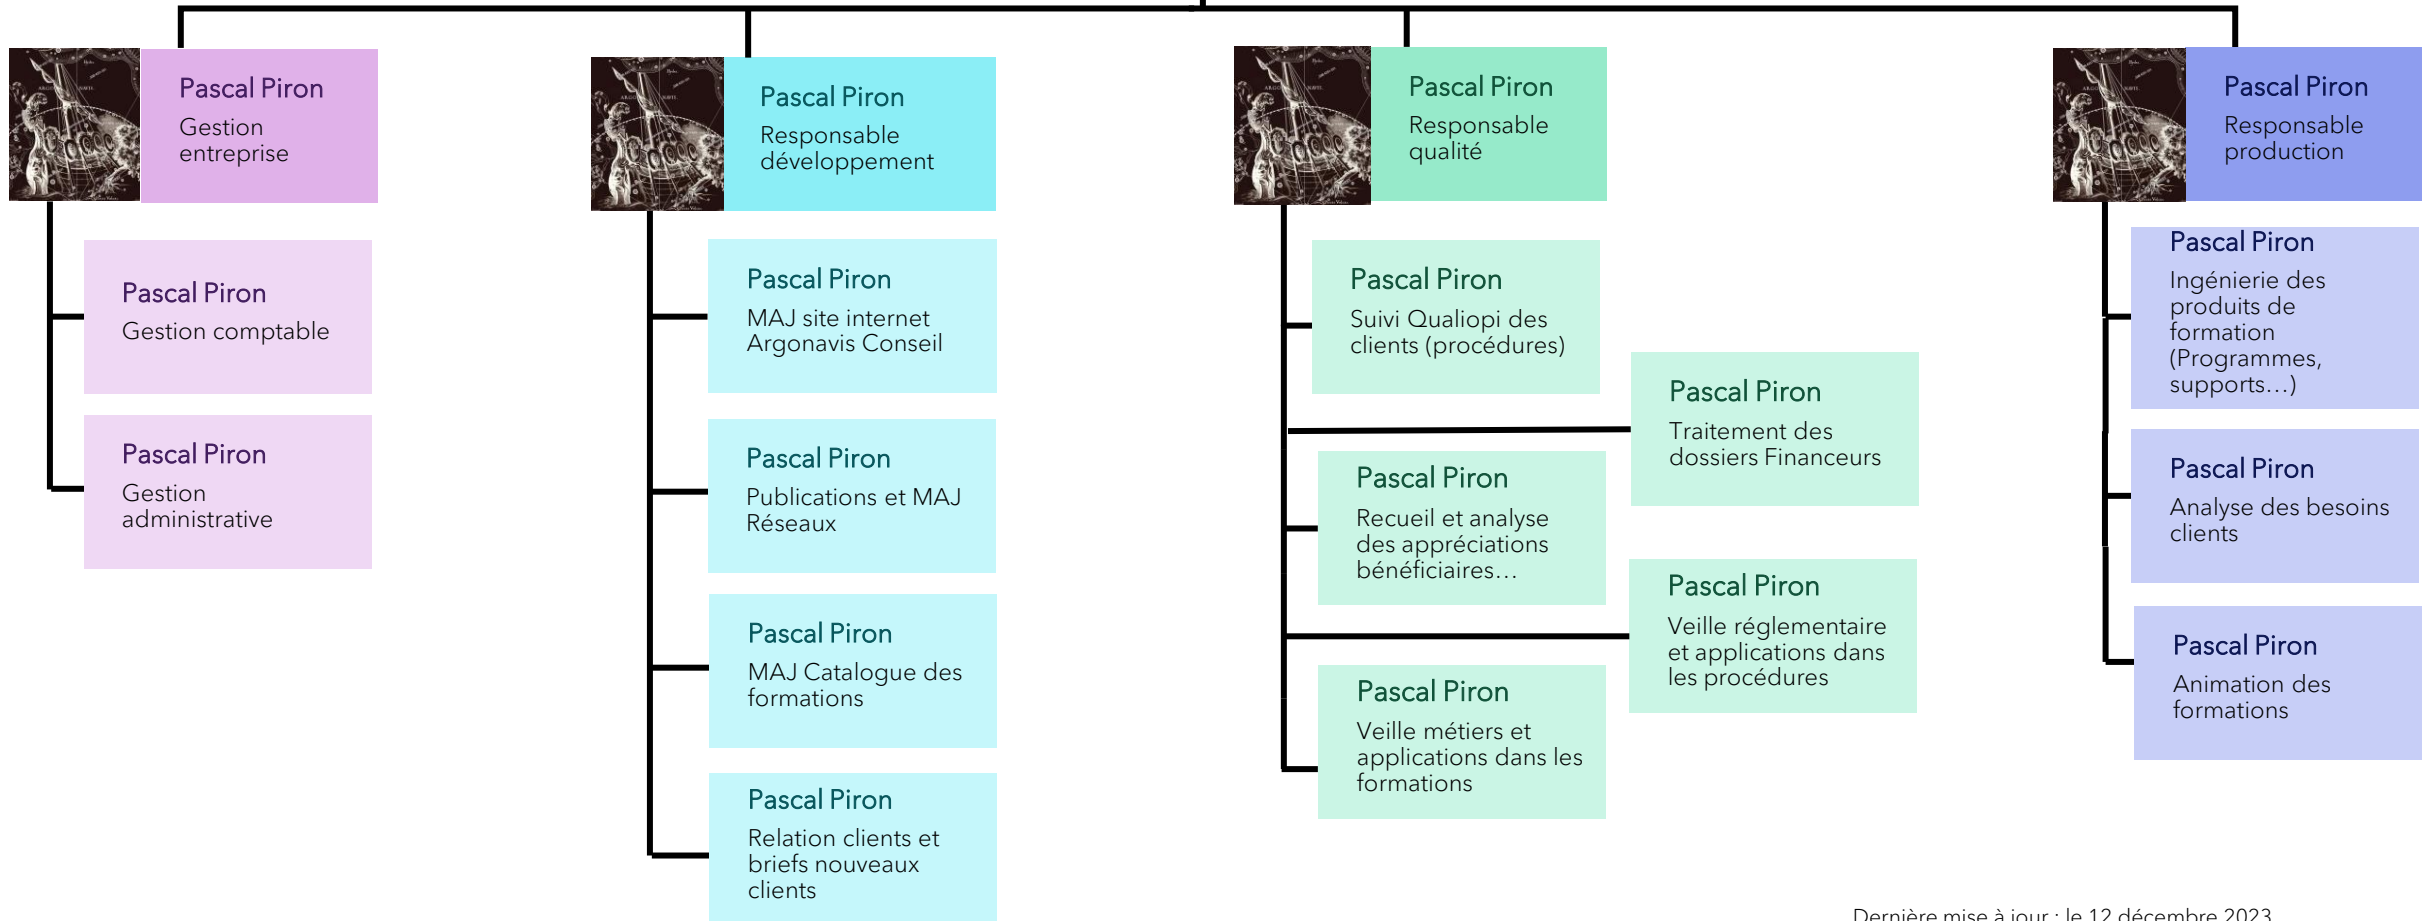 Pascal Piron
Gestion
entreprise
Pascal Piron
Gestion comptable
Pascal Piron
Gestion
administrative
Pascal Piron
Responsable
développement
Pascal Piron
MAJ site internet
Argonavis Conseil
Pascal Piron
Publications et MAJ
Réseaux
Pascal Piron
MAJ Catalogue des
formations
Pascal Piron
Relation clients et
briefs nouveaux
clients
Pascal Piron
Responsable
qualité
Pascal Piron
Suivi Qualiopi des
clients (procédures)
Pascal Piron
Traitement des
dossiers Financeurs
Pascal Piron
Recueil et analyse
des appréciations
bénéficiaires…
Pascal Piron
Veille réglementaire
et applications dans
les procédures
Pascal Piron
Veille métiers et
applications dans les
formations
Pascal Piron
Responsable
production
Pascal Piron
Ingénierie des
produits de
formation
(Programmes,
supports…)
Pascal Piron
Analyse des besoins
clients
Pascal Piron
Animation des
formations
Dernière mise à jour : le 12 décembre 2023